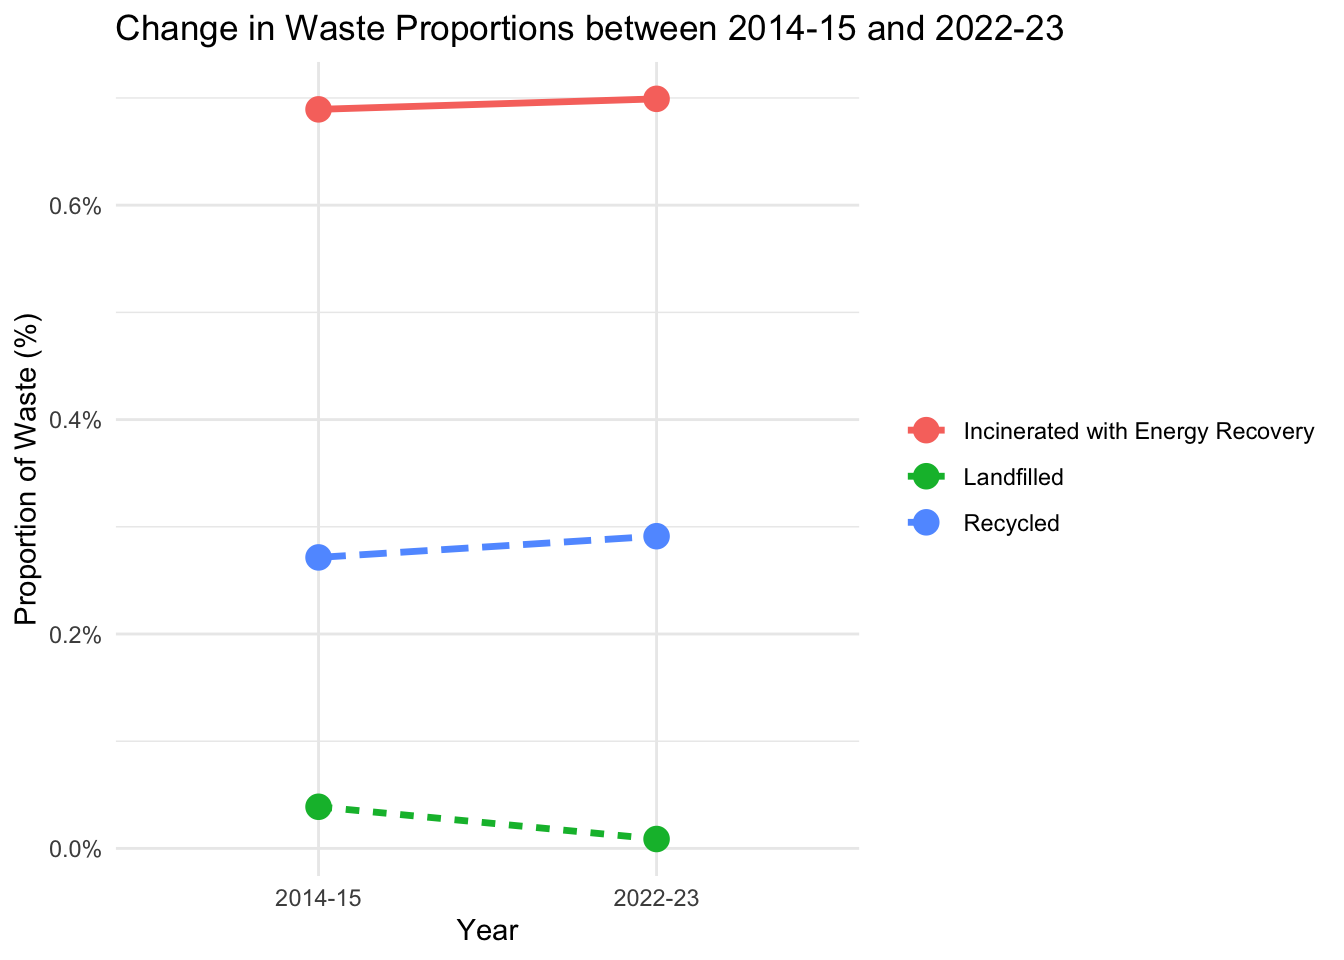 Change in Waste Proportions between 2014-15 and 2022-23
Proportion of Waste (%)
0.6%
0.4%
0.2%
0.0%
2014-15
2022-23
Year
Incinerated with Energy Recovery
Landfilled
Recycled